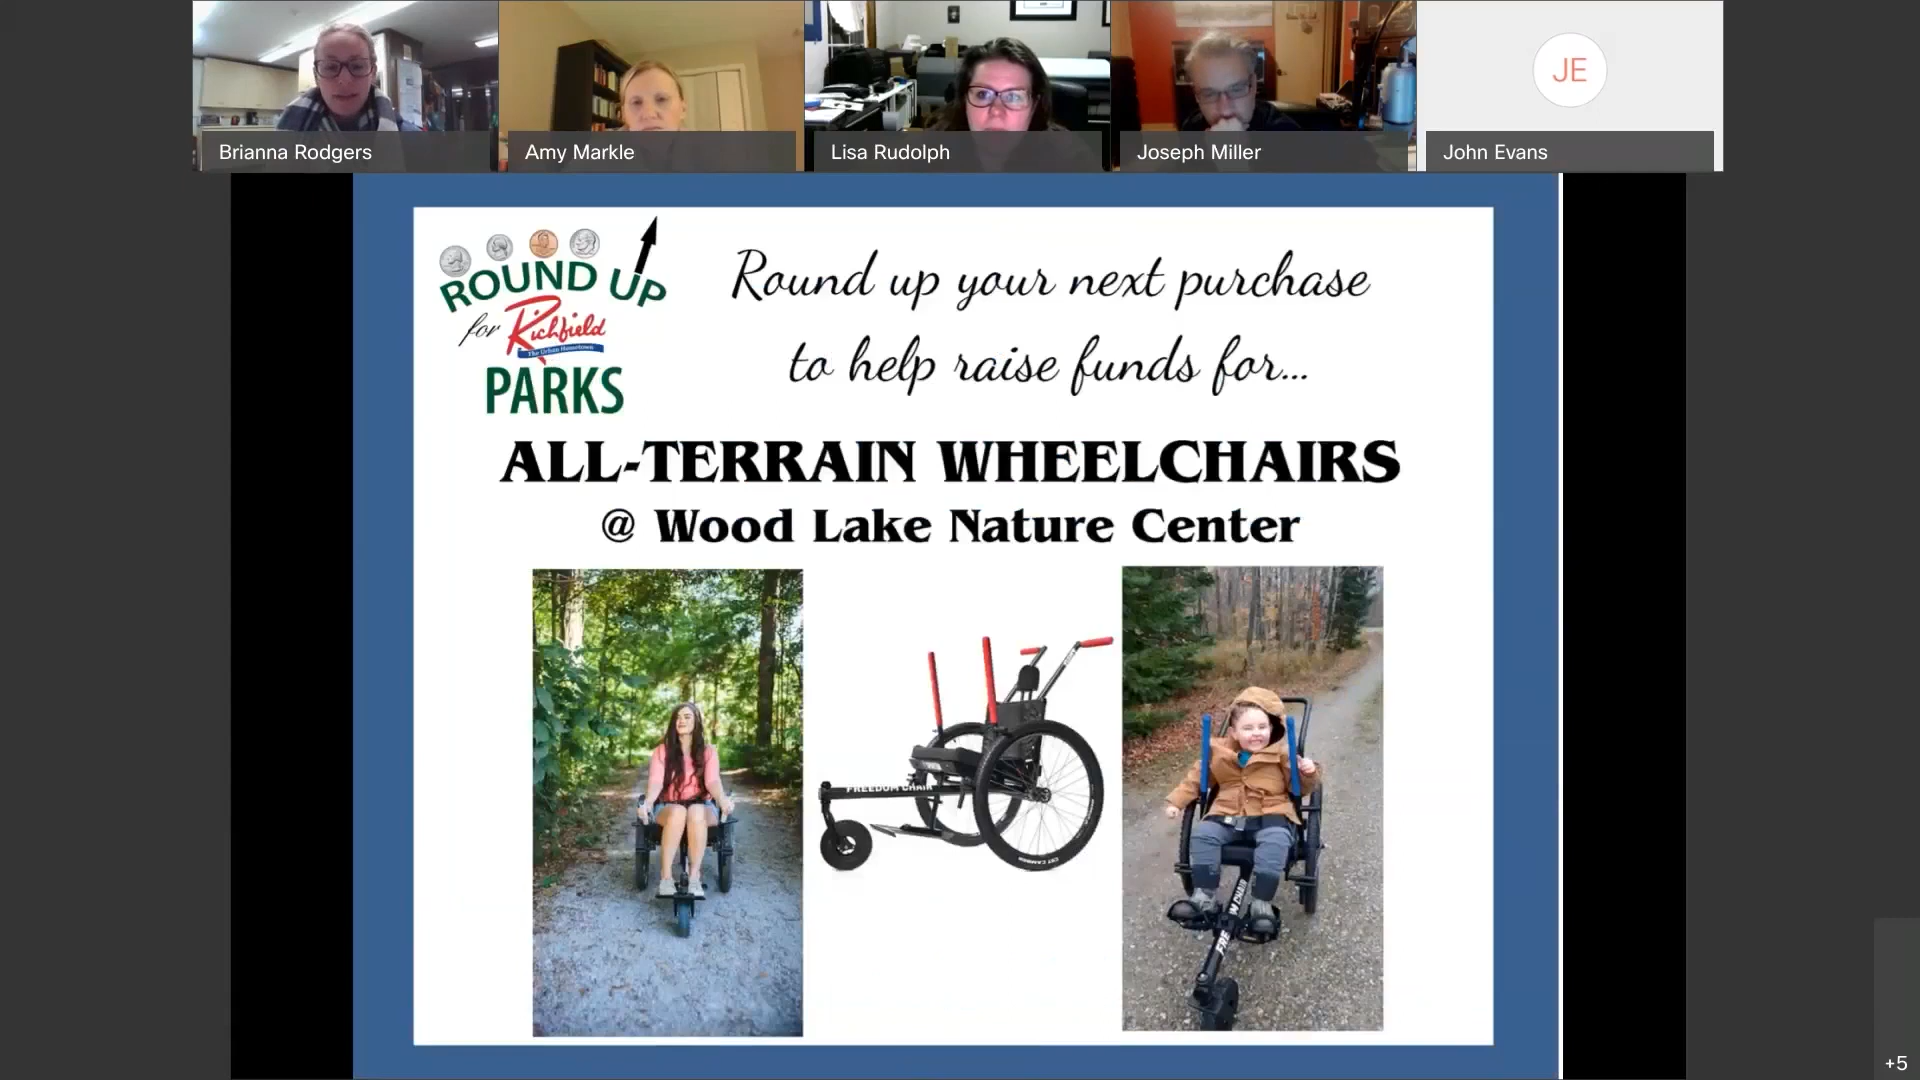 Brianna Rodgers
Amy Markle
Lisa Rudolph
Joseph Miller
JE
John Evans
ROUND UP
for Richfield
The Urban Hometown
PARKS
Round up your next purchase
to help raise funds for...
ALL-TERRAIN WHEELCHAIRS
@ Wood Lake Nature Center
FREEDOM CHAIR
+5